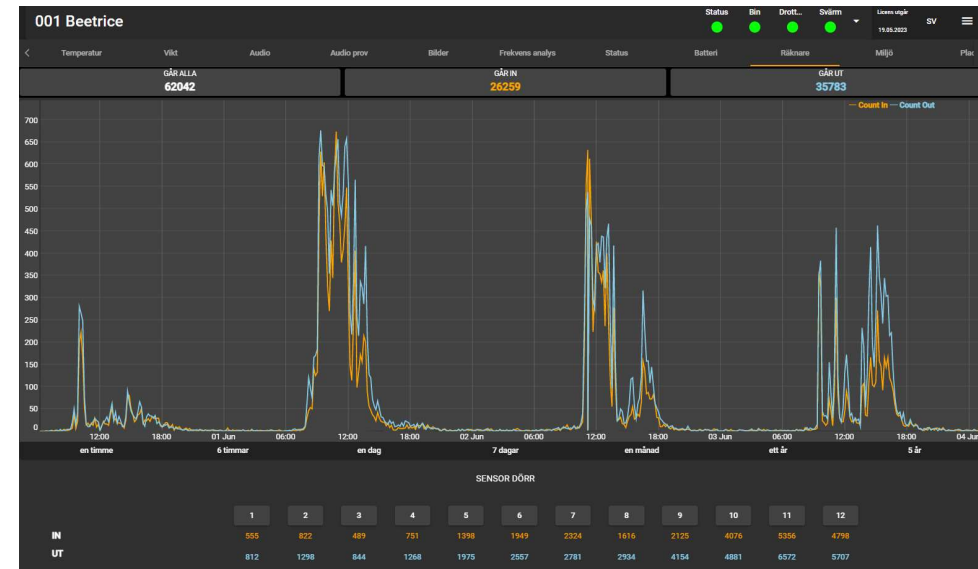 001 Beetrice Status Bin Drott... Svärm Licens utgår 19.05.2023 SV
Temperatur Vikt Audio Audio prov Bilder Frekvens analys Status Batteri Räknare Miljö Plac
GÅR ALLA GÅR IN GÅR UT
62042 26259 35783
Count In Count Out
700
650
600
550
500
450
400
350
300
250
200
150
100
50
0
12:00 18:00 01 Jun 06:00 12:00 18:00 02 Jun 06:00 12:00 18:00 03 Jun 06:00 12:00 18:00 04 Jun
en timme 6 timmar en dag 7 dagar en månad ett år 5 år
SENSOR DÖRR
1 2 3 4 5 6 7 8 9 10 11 12
IN 555 822 489 751 1398 1949 2324 1616 2125 4076 5356 4798
UT 812 1298 844 1268 1975 2557 2781 2934 4154 4881 6572 5707